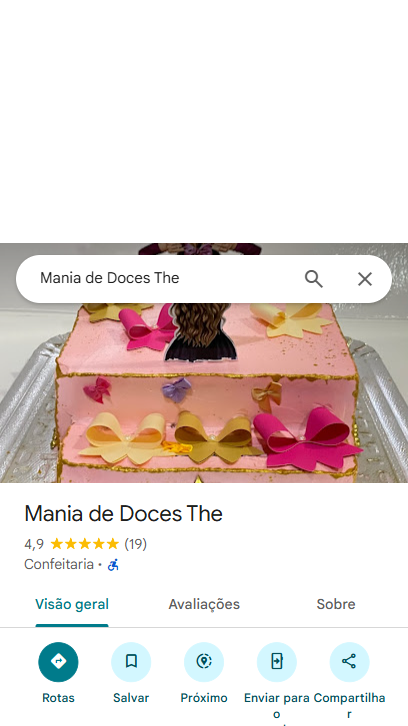 Mania de Doces The
Mania de Doces The
4,9 (19)
Confeitaria •
Visão geral Avaliações Sobre
Rotas Salvar Próximo Enviar para o Compartilhar